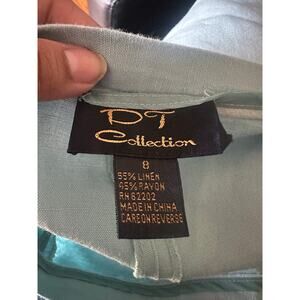 DT
Collection
8
55% LINEN
45% RAYON
RN 62202
MADE IN CHINA
CARE ON REVERSE